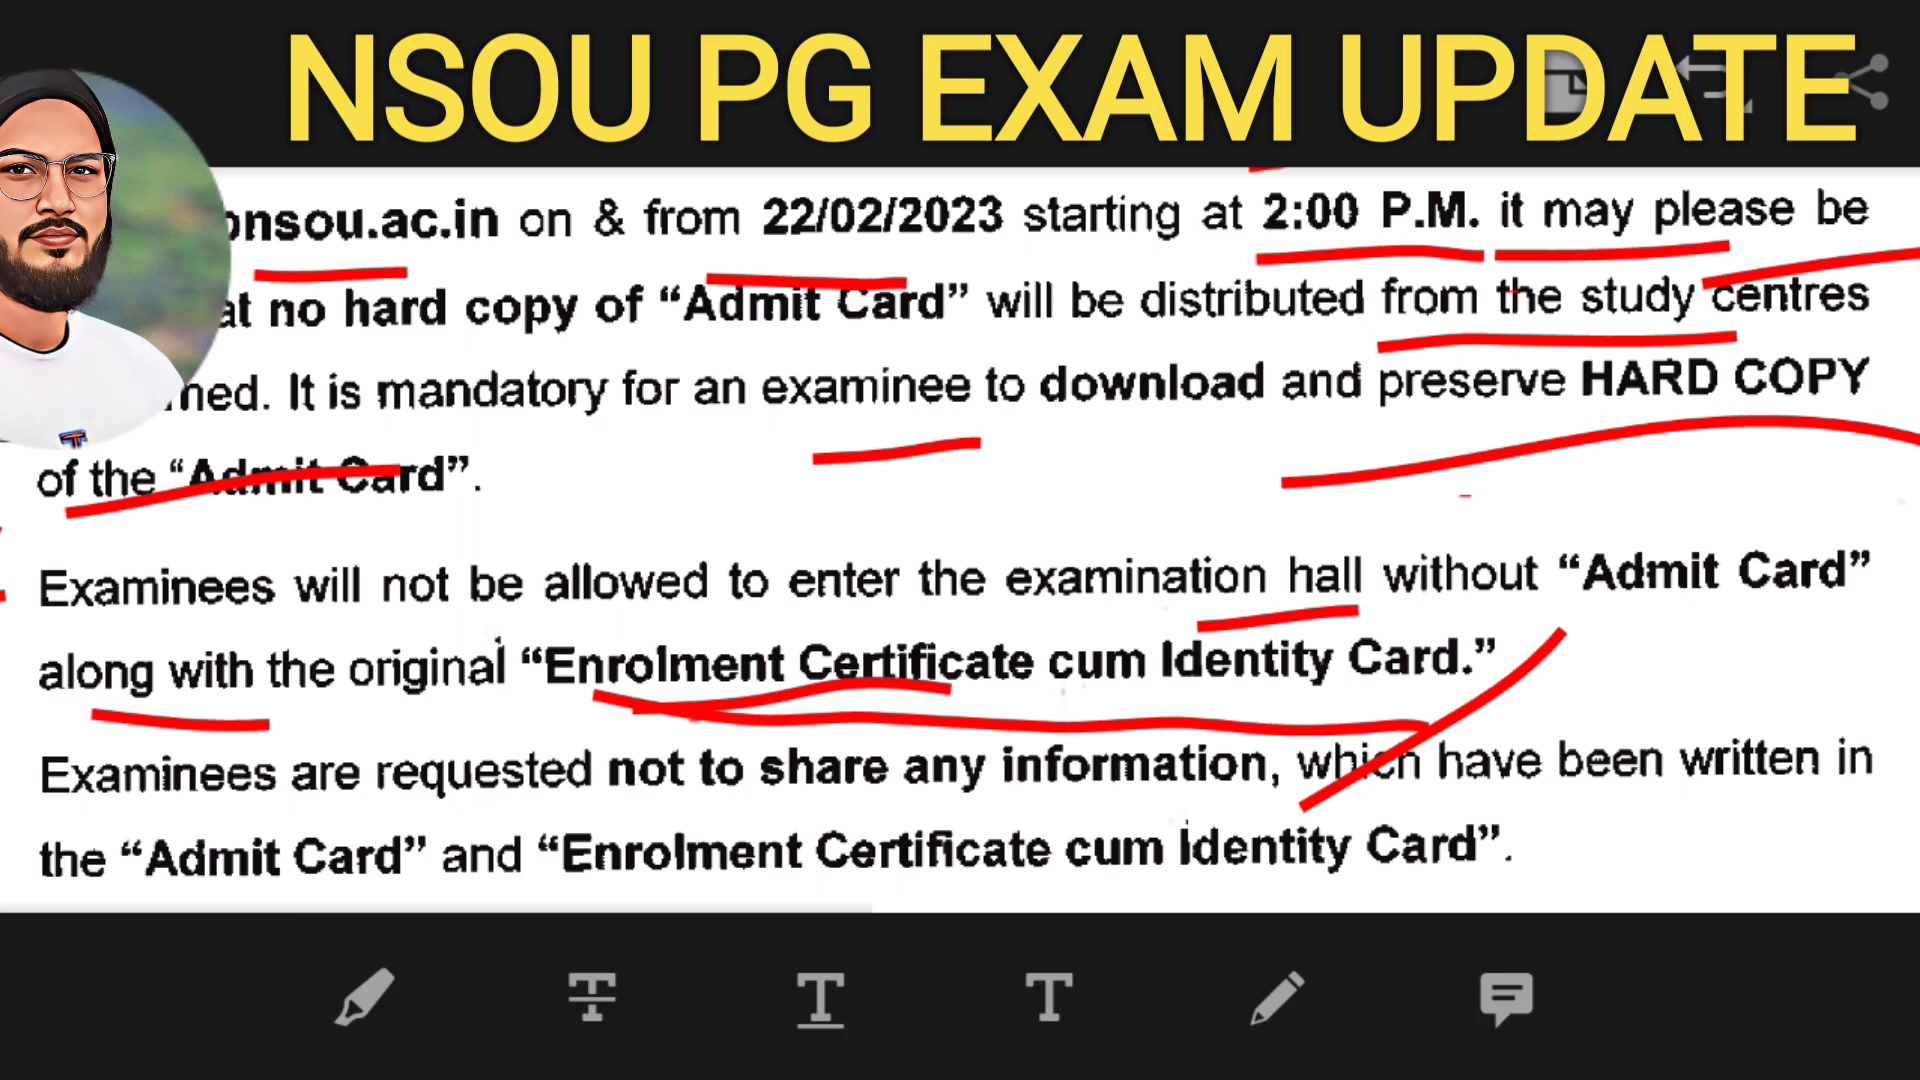 NSOU PG EXAM UPDATE
onsou.ac.in on & from 22/02/2023 starting at 2:00 P.M. it may please be
at no hard copy of “Admit Card” will be distributed from the study centres
med. It is mandatory for an examinee to download and preserve HARD COPY
of the “Admit Card”.
Examinees will not be allowed to enter the examination hall without “Admit Card”
along with the original “Enrolment Certificate cum Identity Card.”
Examinees are requested not to share any information, which have been written in
the “Admit Card” and “Enrolment Certificate cum Identity Card”.